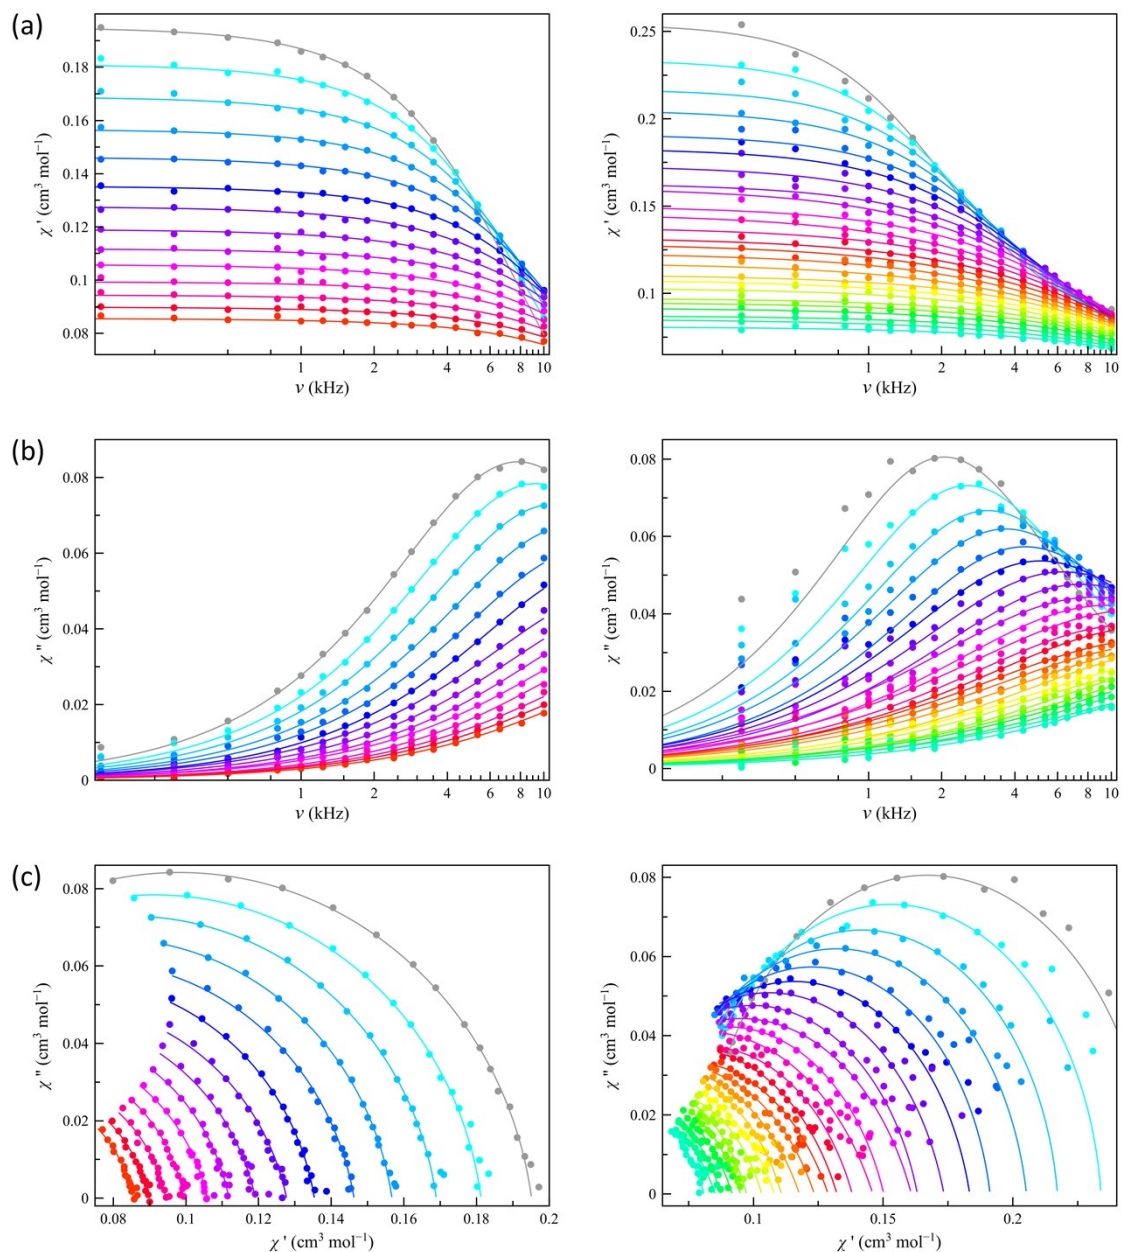 (a)
0.18
0.16
0.14
0.12
0.1
0.08
χ ' (cm³ mol⁻¹)
1 2 4 6 8 10
ν (kHz)
0.25
0.2
0.15
0.1
χ ' (cm³ mol⁻¹)
1 2 4 6 8 10
ν (kHz)
(b)
0.08
0.06
0.04
0.02
0
χ '' (cm³ mol⁻¹)
1 2 4 6 8 10
ν (kHz)
0.08
0.06
0.04
0.02
0
χ '' (cm³ mol⁻¹)
1 2 4 6 8 10
ν (kHz)
(c)
0.08
0.06
0.04
0.02
0
χ '' (cm³ mol⁻¹)
0.08 0.1 0.12 0.14 0.16 0.18 0.2
χ ' (cm³ mol⁻¹)
0.08
0.06
0.04
0.02
0
χ '' (cm³ mol⁻¹)
0.1 0.15 0.2
χ ' (cm³ mol⁻¹)